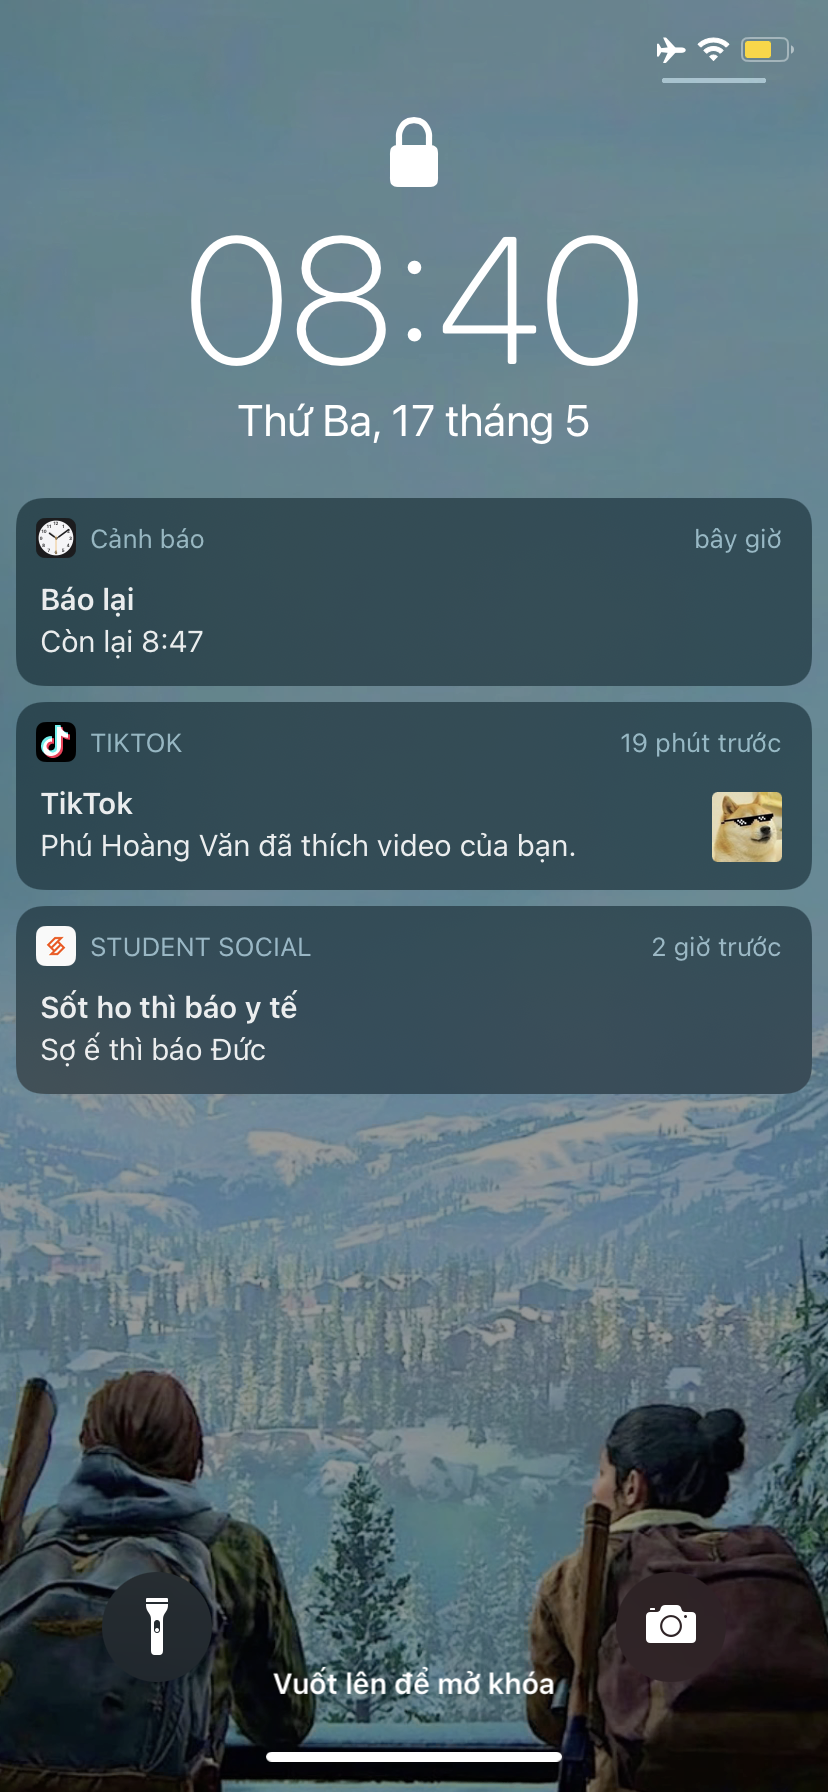 08:40
Thứ Ba, 17 tháng 5
Cảnh báo
bây giờ
Báo lại
Còn lại 8:47
TIKTOK
19 phút trước
TikTok
Phú Hoàng Văn đã thích video của bạn.
STUDENT SOCIAL
2 giờ trước
Sốt ho thì báo y tế
Sợ ế thì báo Đức
Vuốt lên để mở khóa